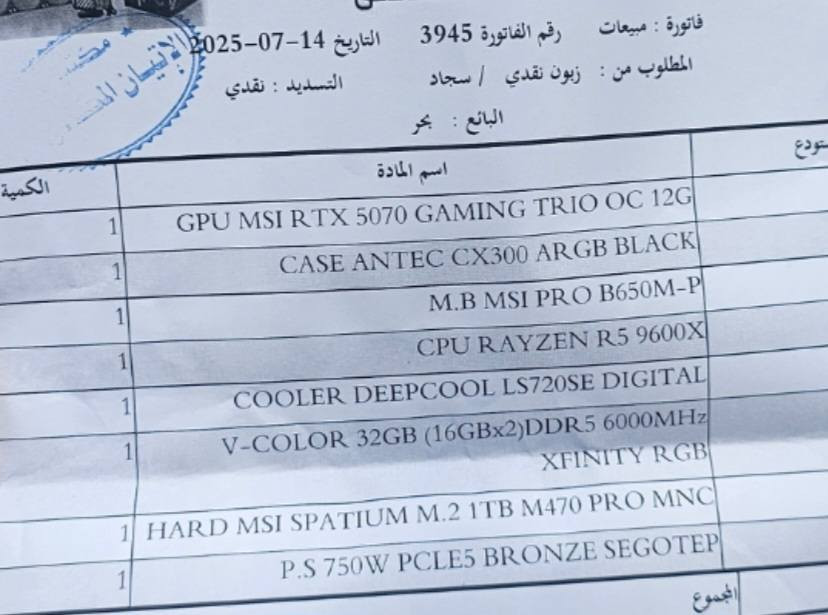 فاتورة : مبيعات رقم الفاتورة 3945 التاريخ 14-07-2025
المطلوب من : زبون نقدي / سجاد التسديد : نقدي
البائع : بحر
اسم المادة الكمية
GPU MSI RTX 5070 GAMING TRIO OC 12G 1
CASE ANTEC CX300 ARGB BLACK 1
M.B MSI PRO B650M-P 1
CPU RAYZEN R5 9600X 1
COOLER DEEPCOOL LS720SE DIGITAL 1
V-COLOR 32GB (16GBx2)DDR5 6000MHz 1
XFINITY RGB
HARD MSI SPATIUM M.2 1TB M470 PRO MNC 1
P.S 750W PCLE5 BRONZE SEGOTEP 1
المجموع